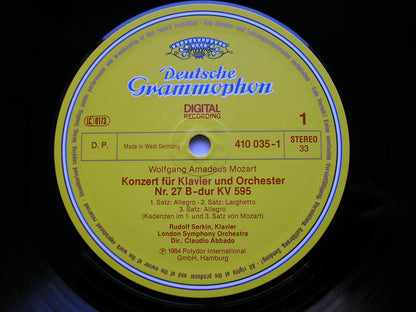 Deutsche
Grammophon
DIGITAL
RECORDING
LC 0173
1
D. P.
Made in West Germany
410 035-1
STEREO
33
Wolfgang Amadeus Mozart
Konzert für Klavier und Orchester
Nr. 27 B-dur KV 595
1. Satz: Allegro · 2. Satz: Larghetto
3. Satz: Allegro
(Kadenzen im 1. und 3. Satz von Mozart)
Rudolf Serkin, Klavier
London Symphony Orchestra
Dir.: Claudio Abbado
℗ 1984 Polydor International
GmbH, Hamburg